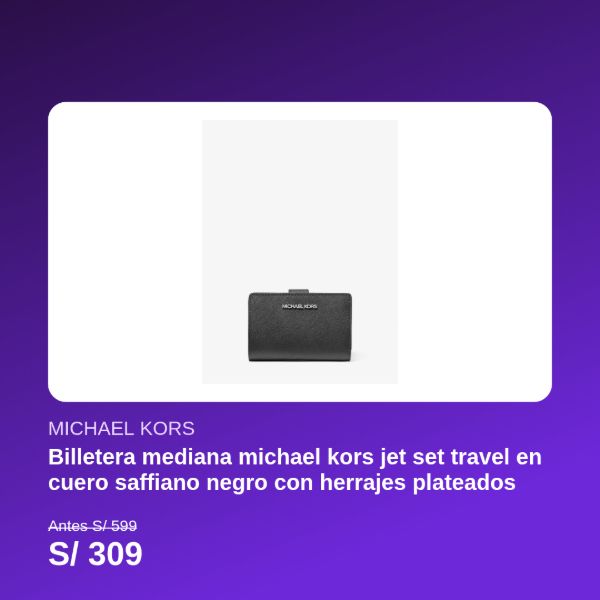 MICHAEL KORS
MICHAEL KORS
Billetera mediana michael kors jet set travel en
cuero saffiano negro con herrajes plateados
Antes S/ 599
S/ 309